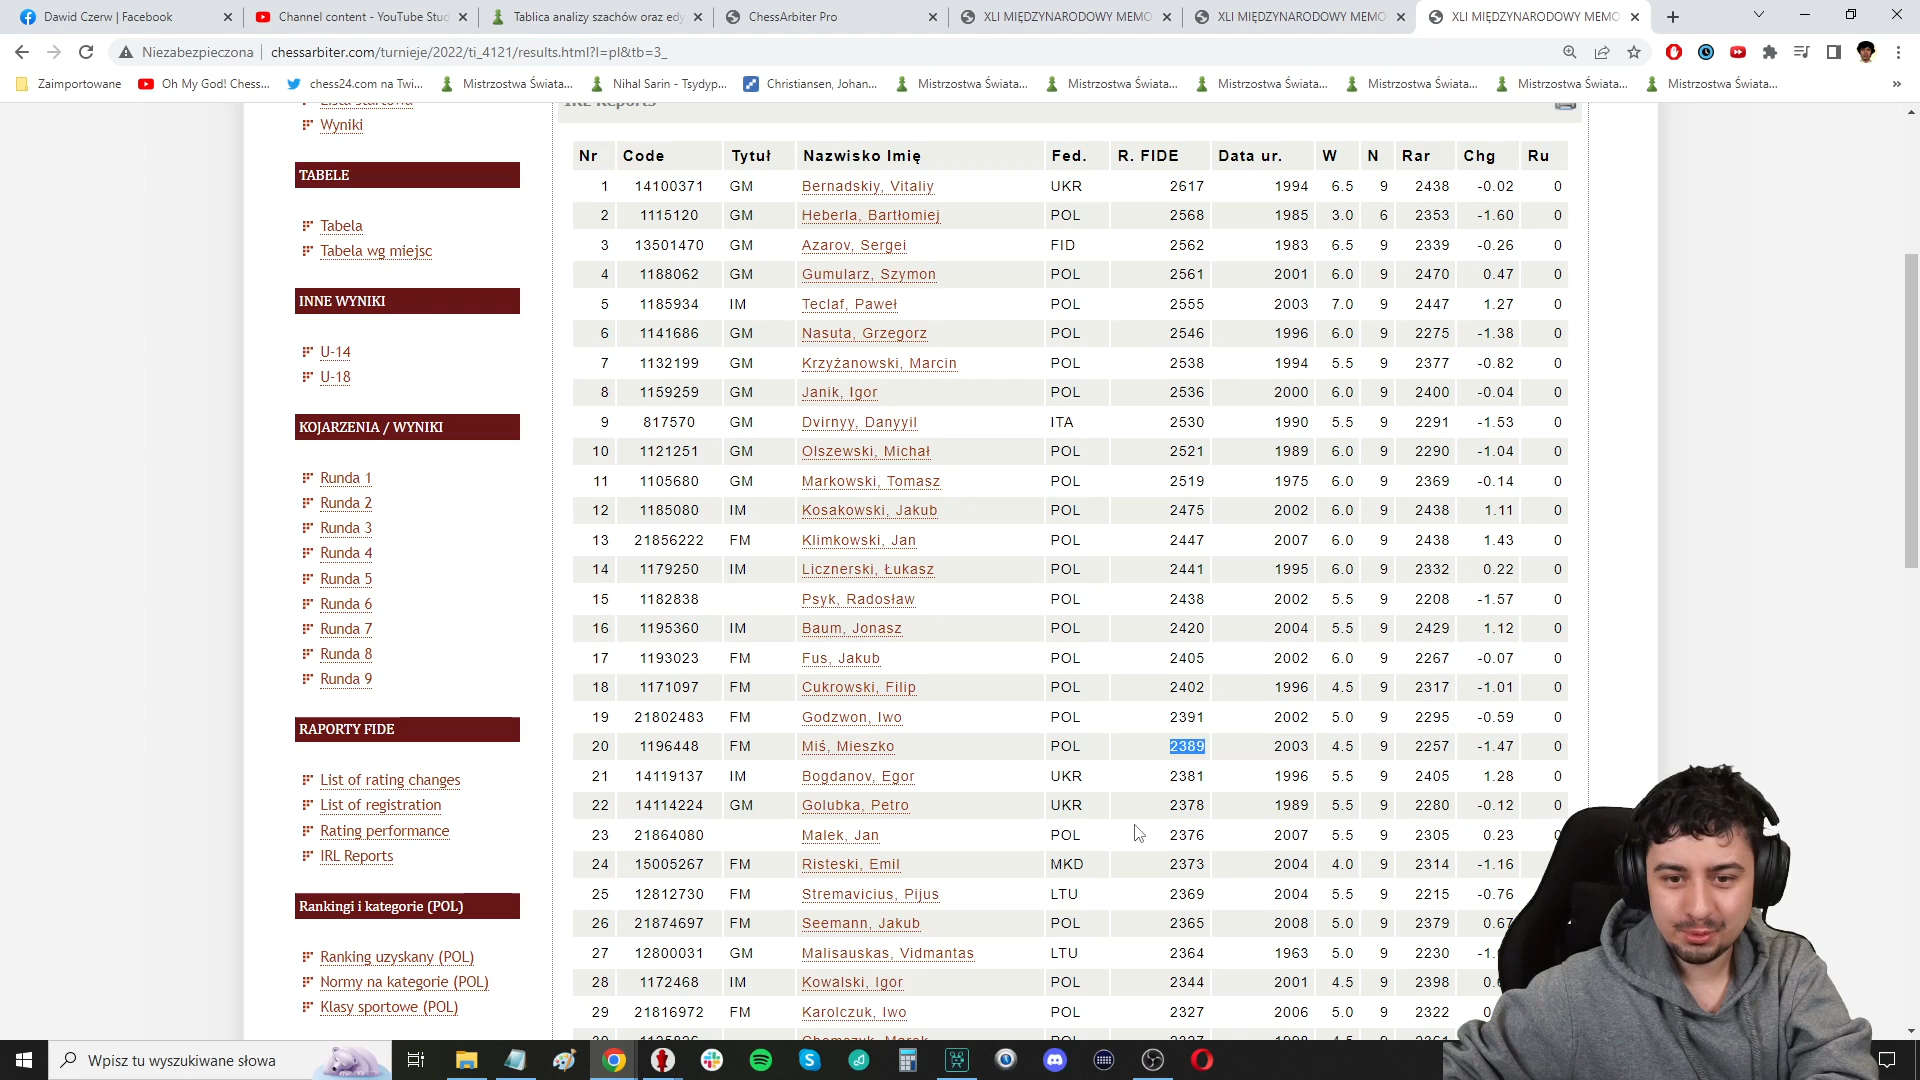 Dawid Czerw | Facebook
Channel content - YouTube Stud
Tablica analizy szachów oraz edy
ChessArbiter Pro
XLI MIĘDZYNARODOWY MEMO
XLI MIĘDZYNARODOWY MEMO
XLI MIĘDZYNARODOWY MEMO
Niezabezpieczona | chessarbiter.com/turnieje/2022/ti_4121/results.html?l=pl&tb=3_
Zaimportowane
Oh My God! Chess...
chess24.com na Twi...
Mistrzostwa Świata...
Nihal Sarin - Tsydyp...
Christiansen, Johan...
Mistrzostwa Świata...
Mistrzostwa Świata...
Mistrzostwa Świata...
Mistrzostwa Świata...
Mistrzostwa Świata...
Mistrzostwa Świata...
Lista startowa
Wyniki
TABELE
Tabela
Tabela wg miejsc
INNE WYNIKI
U-14
U-18
KOJARZENIA / WYNIKI
Runda 1
Runda 2
Runda 3
Runda 4
Runda 5
Runda 6
Runda 7
Runda 8
Runda 9
RAPORTY FIDE
List of rating changes
List of registration
Rating performance
IRL Reports
Rankingi i kategorie (POL)
Ranking uzyskany (POL)
Normy na kategorie (POL)
Klasy sportowe (POL)
IRL Reports
Nr Code Tytuł Nazwisko Imię Fed. R. FIDE Data ur. W N Rar Chg Ru
1 14100371 GM Bernadskiy, Vitaliy UKR 2617 1994 6.5 9 2438 -0.02 0
2 1115120 GM Heberla, Bartłomiej POL 2568 1985 3.0 6 2353 -1.60 0
3 13501470 GM Azarov, Sergei FID 2562 1983 6.5 9 2339 -0.26 0
4 1188062 GM Gumularz, Szymon POL 2561 2001 6.0 9 2470 0.47 0
5 1185934 IM Teclaf, Paweł POL 2555 2003 7.0 9 2447 1.27 0
6 1141686 GM Nasuta, Grzegorz POL 2546 1996 6.0 9 2275 -1.38 0
7 1132199 GM Krzyżanowski, Marcin POL 2538 1994 5.5 9 2377 -0.82 0
8 1159259 GM Janik, Igor POL 2536 2000 6.0 9 2400 -0.04 0
9 817570 GM Dvirnyy, Danyyil ITA 2530 1990 5.5 9 2291 -1.53 0
10 1121251 GM Olszewski, Michał POL 2521 1989 6.0 9 2290 -1.04 0
11 1105680 GM Markowski, Tomasz POL 2519 1975 6.0 9 2369 -0.14 0
12 1185080 IM Kosakowski, Jakub POL 2475 2002 6.0 9 2438 1.11 0
13 21856222 FM Klimkowski, Jan POL 2447 2007 6.0 9 2438 1.43 0
14 1179250 IM Licznerski, Łukasz POL 2441 1995 6.0 9 2332 0.22 0
15 1182838 Psyk, Radosław POL 2438 2002 5.5 9 2208 -1.57 0
16 1195360 IM Baum, Jonasz POL 2420 2004 5.5 9 2429 1.12 0
17 1193023 FM Fus, Jakub POL 2405 2002 6.0 9 2267 -0.07 0
18 1171097 FM Cukrowski, Filip POL 2402 1996 4.5 9 2317 -1.01 0
19 21802483 FM Godzwon, Iwo POL 2391 2002 5.0 9 2295 -0.59 0
20 1196448 FM Miś, Mieszko POL 2389 2003 4.5 9 2257 -1.47 0
21 14119137 IM Bogdanov, Egor UKR 2381 1996 5.5 9 2405 1.28 0
22 14114224 GM Golubka, Petro UKR 2378 1989 5.5 9 2280 -0.12 0
23 21864080 Malek, Jan POL 2376 2007 5.5 9 2305 0.23 0
24 15005267 FM Risteski, Emil MKD 2373 2004 4.0 9 2314 -1.16
25 12812730 FM Stremavicius, Pijus LTU 2369 2004 5.5 9 2215 -0.76
26 21874697 FM Seemann, Jakub POL 2365 2008 5.0 9 2379 0.67
27 12800031 GM Malisauskas, Vidmantas LTU 2364 1963 5.0 9 2230 -1.
28 1172468 IM Kowalski, Igor POL 2344 2001 4.5 9 2398 0.
29 21816972 FM Karolczuk, Iwo POL 2327 2006 5.0 9 2322 0
Wpisz tu wyszukiwane słowa